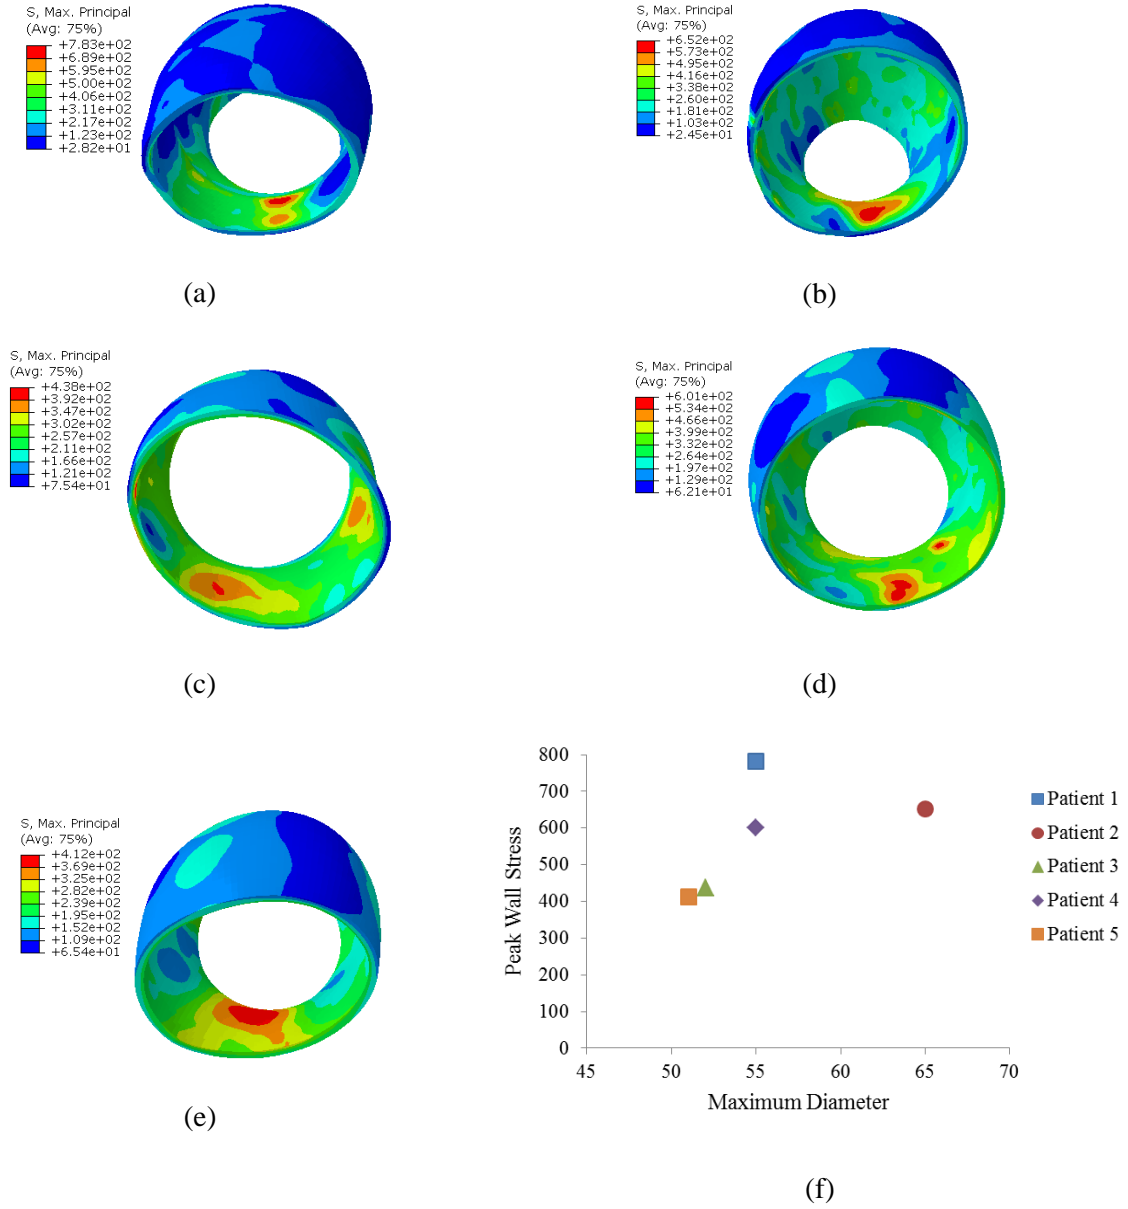 S, Max. Principal
(Avg: 75%)
+7.83e+02
+6.89e+02
+5.95e+02
+5.00e+02
+4.06e+02
+3.11e+02
+2.17e+02
+1.23e+02
+2.82e+01
(a)
S, Max. Principal
(Avg: 75%)
+6.52e+02
+5.73e+02
+4.95e+02
+4.16e+02
+3.38e+02
+2.60e+02
+1.81e+02
+1.03e+02
+2.45e+01
(b)
S, Max. Principal
(Avg: 75%)
+4.38e+02
+3.92e+02
+3.47e+02
+3.02e+02
+2.57e+02
+2.11e+02
+1.66e+02
+1.21e+02
+7.54e+01
(c)
S, Max. Principal
(Avg: 75%)
+6.01e+02
+5.34e+02
+4.66e+02
+3.99e+02
+3.32e+02
+2.64e+02
+1.97e+02
+1.29e+02
+6.21e+01
(d)
S, Max. Principal
(Avg: 75%)
+4.12e+02
+3.69e+02
+3.25e+02
+2.82e+02
+2.39e+02
+1.95e+02
+1.52e+02
+1.09e+02
+6.54e+01
(e)
Peak Wall Stress
800
700
600
500
400
300
200
100
0
45 50 55 60 65 70
Maximum Diameter
Patient 1
Patient 2
Patient 3
Patient 4
Patient 5
(f)